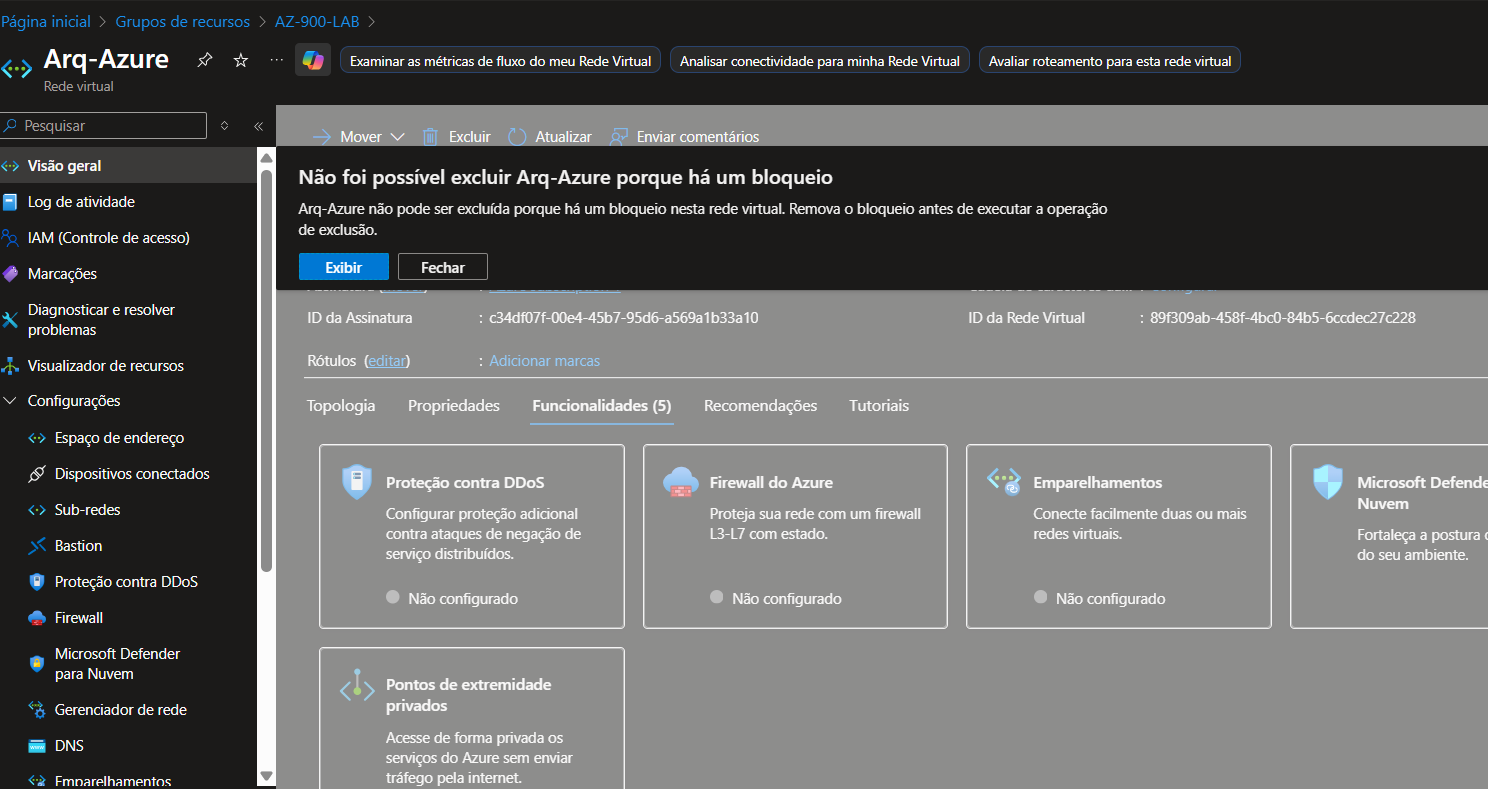 Página inicial > Grupos de recursos > AZ-900-LAB >
Arq-Azure
Rede virtual
Examinar as métricas de fluxo do meu Rede Virtual
Analisar conectividade para minha Rede Virtual
Avaliar roteamento para esta rede virtual
Pesquisar
Visão geral
Log de atividade
IAM (Controle de acesso)
Marcações
Diagnosticar e resolver
problemas
Visualizador de recursos
Configurações
Espaço de endereço
Dispositivos conectados
Sub-redes
Bastion
Proteção contra DDoS
Firewall
Microsoft Defender
para Nuvem
Gerenciador de rede
DNS
Emparelhamentos
Mover
Excluir
Atualizar
Enviar comentários
Não foi possível excluir Arq-Azure porque há um bloqueio
Arq-Azure não pode ser excluída porque há um bloqueio nesta rede virtual. Remova o bloqueio antes de executar a operação
de exclusão.
Exibir
Fechar
ID da Assinatura : c34df07f-00e4-45b7-95d6-a569a1b33a10
ID da Rede Virtual : 89f309ab-458f-4bc0-84b5-6ccdec27c228
Rótulos (editar) : Adicionar marcas
Topologia
Propriedades
Funcionalidades (5)
Recomendações
Tutoriais
Proteção contra DDoS
Configurar proteção adicional
contra ataques de negação de
serviço distribuídos.
Não configurado
Firewall do Azure
Proteja sua rede com um firewall
L3-L7 com estado.
Não configurado
Emparelhamentos
Conecte facilmente duas ou mais
redes virtuais.
Não configurado
Microsoft Defende
Nuvem
Fortaleça a postura
do seu ambiente.
Pontos de extremidade
privados
Acesse de forma privada os
serviços do Azure sem enviar
tráfego pela internet.